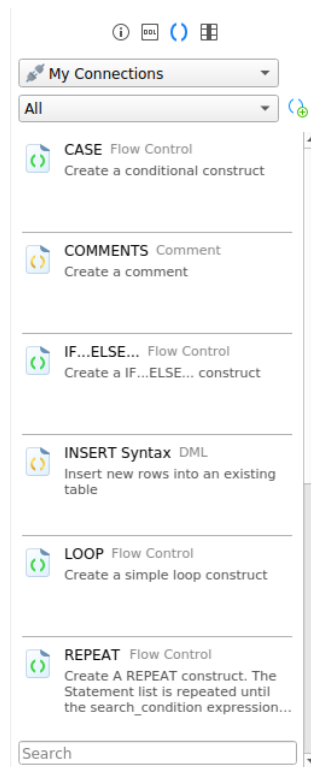 DDL
My Connections
All
CASE Flow Control
Create a conditional construct
COMMENTS Comment
Create a comment
IF...ELSE... Flow Control
Create a IF...ELSE... construct
INSERT Syntax DML
Insert new rows into an existing
table
LOOP Flow Control
Create a simple loop construct
REPEAT Flow Control
Create A REPEAT construct. The
Statement list is repeated until
the search_condition expression...
Search